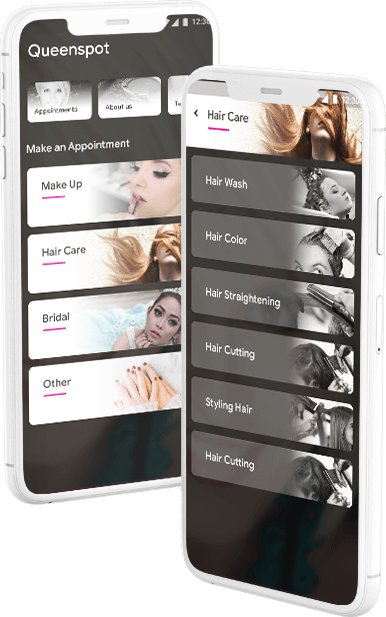 12:30
Queenspot
Appointments
About us
Te
Make an Appointment
Make Up
Hair Care
Bridal
Other
12:30
Hair Care
Hair Wash
Hair Color
Hair Straightening
Hair Cutting
Styling Hair
Hair Cutting